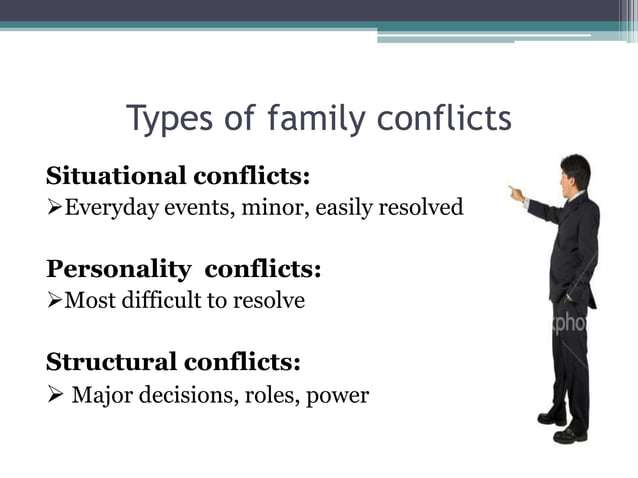 Types of family conflicts
Situational conflicts:
➢Everyday events, minor, easily resolved
Personality  conflicts:
➢Most difficult to resolve
Structural conflicts:
➢ Major decisions, roles, power